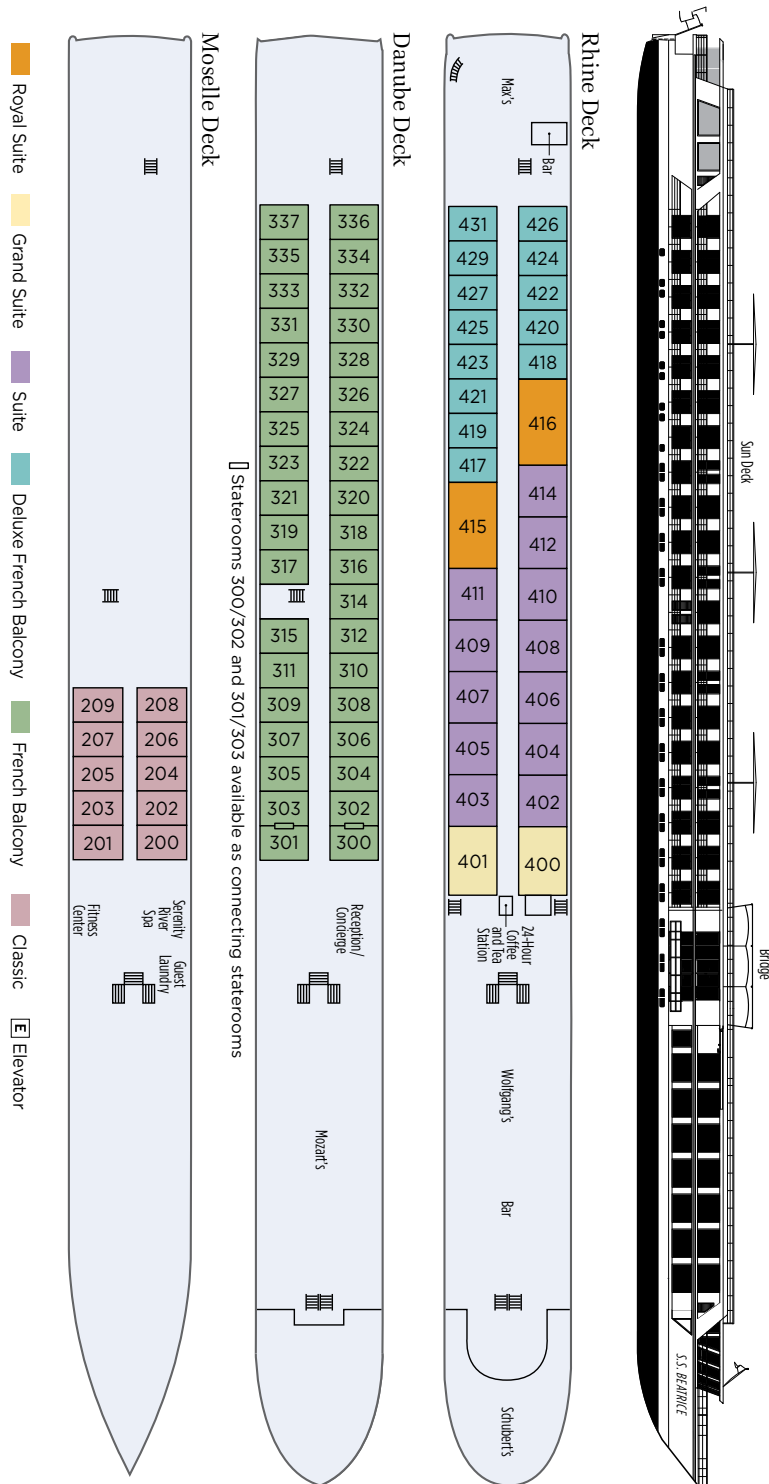 Sun Deck
Bridge
S.S. BEATRICE
Rhine Deck
Max's
Bar
431
429
427
425
423
421
419
417
415
411
409
407
405
403
401
426
424
422
420
418
416
414
412
410
408
406
404
402
400
24-Hour
Coffee
and Tea
Station
Wolfgang's
Bar
Schubert's
Danube Deck
337
335
333
331
329
327
325
323
321
319
317
315
311
309
307
305
303
301
336
334
332
330
328
326
324
322
320
318
316
314
312
310
308
306
304
302
300
Reception/
Concierge
Mozart's
Staterooms 300/302 and 301/303 available as connecting staterooms
Moselle Deck
209
207
205
203
201
208
206
204
202
200
Serenity
River
Spa
Guest
Laundry
Fitness
Center
Royal Suite
Grand Suite
Suite
Deluxe French Balcony
French Balcony
Classic
E Elevator